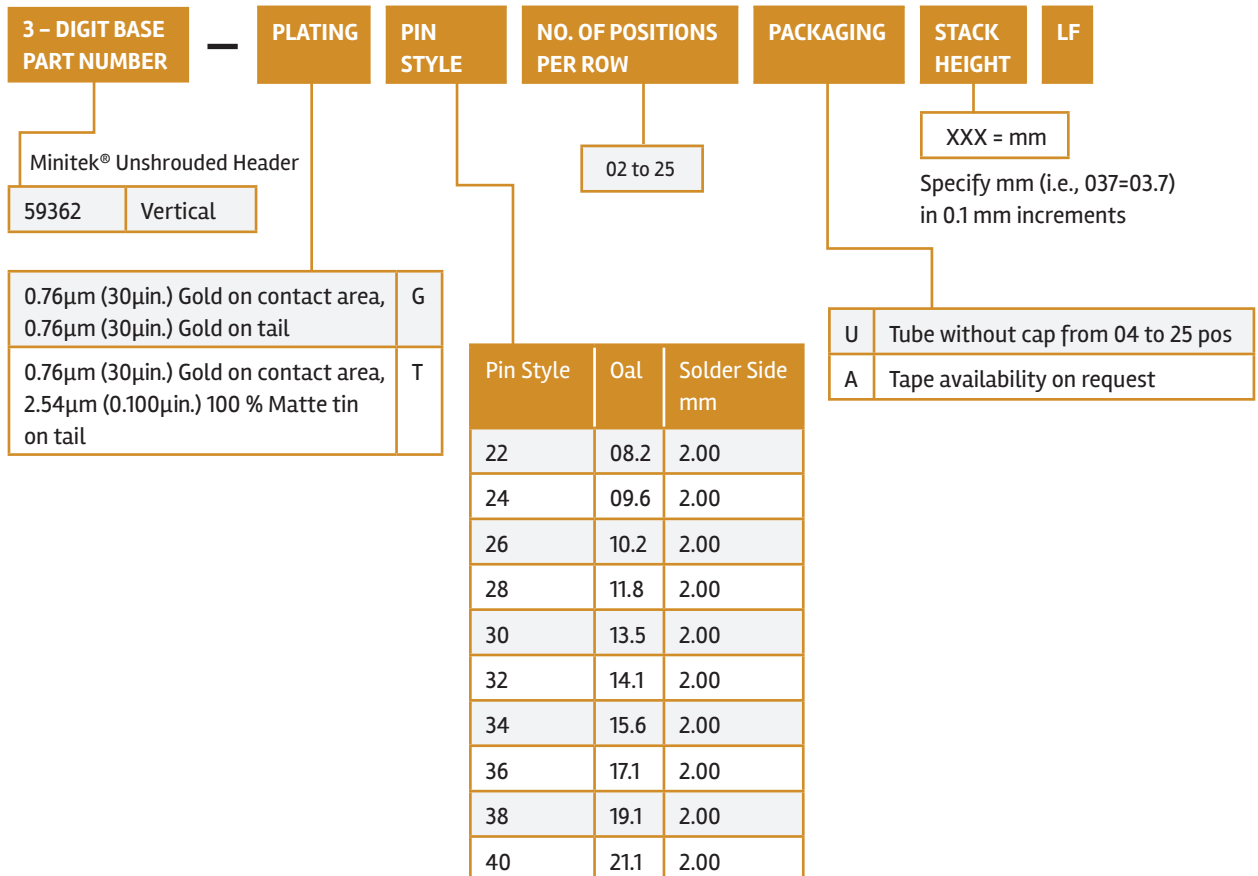 3 – DIGIT BASE
PART NUMBER
–
PLATING
PIN
STYLE
NO. OF POSITIONS
PER ROW
PACKAGING
STACK
HEIGHT
LF
Minitek® Unshrouded Header
59362 Vertical
02 to 25
XXX = mm
Specify mm (i.e., 037=03.7)
in 0.1 mm increments
0.76µm (30µin.) Gold on contact area, G
0.76µm (30µin.) Gold on tail
0.76µm (30µin.) Gold on contact area, T
2.54µm (0.100µin.) 100 % Matte tin
on tail
Pin Style Oal Solder Side
mm
22 08.2 2.00
24 09.6 2.00
26 10.2 2.00
28 11.8 2.00
30 13.5 2.00
32 14.1 2.00
34 15.6 2.00
36 17.1 2.00
38 19.1 2.00
40 21.1 2.00
U Tube without cap from 04 to 25 pos
A Tape availability on request